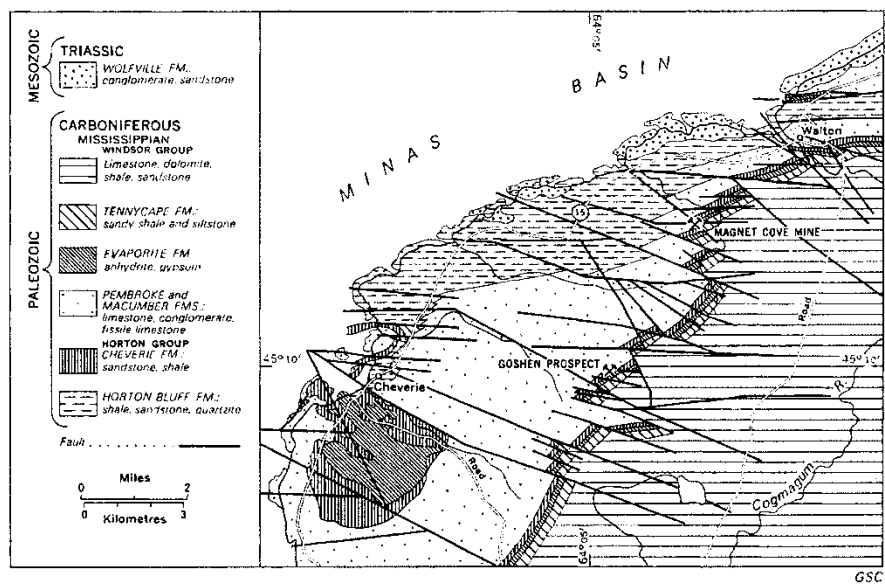 MESOZOIC
TRIASSIC
WOLFVILLE FM.:
conglomerate, sandstone
PALEOZOIC
CARBONIFEROUS
MISSISSIPPIAN
WINDSOR GROUP
Limestone, dolomite,
shale, sandstone
TENNYCAPE FM.:
sandy shale and siltstone
EVAPORITE FM
anhydrite, gypsum
PEMBROKE and
MACUMBER FMS.:
limestone, conglomerate,
fissile limestone
HORTON GROUP
CHEVERIE FM.:
sandstone, shale
HORTON BLUFF FM.:
shale, sandstone, quartzite
Fault
Miles
0 2
0 3
Kilometres
64°05'
MINAS BASIN
Walton
15
MAGNET COVE MINE
Road
45°10'
GOSHEN PROSPECT
45°10'
Cheverie
R.
Road
Cogmagum
64°05'
GSC